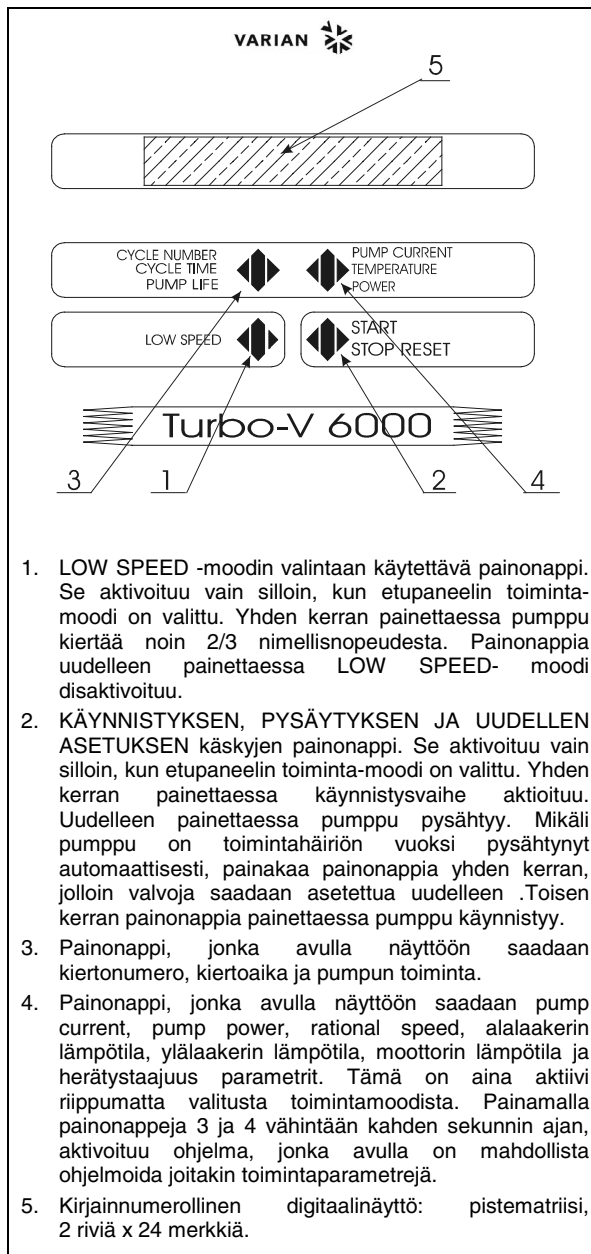 VARIAN
5
CYCLE NUMBER
CYCLE TIME
PUMP LIFE
PUMP CURRENT
TEMPERATURE
POWER
LOW SPEED
START
STOP RESET
Turbo-V 6000
3 1 2 4
1. LOW SPEED -moodin valintaan käytettävä painonappi.
Se aktivoituu vain silloin, kun etupaneelin toiminta-
moodi on valittu. Yhden kerran painettaessa pumppu
kiertää noin 2/3 nimellisnopeudesta. Painonappia
uudelleen painettaessa LOW SPEED- moodi
disaktivoituu.
2. KÄYNNISTYKSEN, PYSÄYTYKSEN JA UUDELLEN
ASETUKSEN käskyjen painonappi. Se aktivoituu vain
silloin, kun etupaneelin toiminta-moodi on valittu. Yhden
kerran painettaessa käynnistysvaihe aktioituu.
Uudelleen painettaessa pumppu pysähtyy. Mikäli
pumppu on toimintahäiriön vuoksi pysähtynyt
automaattisesti, painakaa painonappia yhden kerran,
jolloin valvoja saadaan asetettua uudelleen .Toisen
kerran painonappia painettaessa pumppu käynnistyy.
3. Painonappi, jonka avulla näyttöön saadaan
kiertonumero, kiertoaika ja pumpun toiminta.
4. Painonappi, jonka avulla näyttöön saadaan pump
current, pump power, rational speed, alalaakerin
lämpötila, ylälaakerin lämpötila, moottorin lämpötila ja
herätystaajuus parametrit. Tämä on aina aktiivi
riippumatta valitusta toimintamoodista. Painamalla
painonappeja 3 ja 4 vähintään kahden sekunnin ajan,
aktivoituu ohjelma, jonka avulla on mahdollista
ohjelmoida joitakin toimintaparametrejä.
5. Kirjainnumerollinen digitaalinäyttö: pistematriisi,
2 riviä x 24 merkkiä.